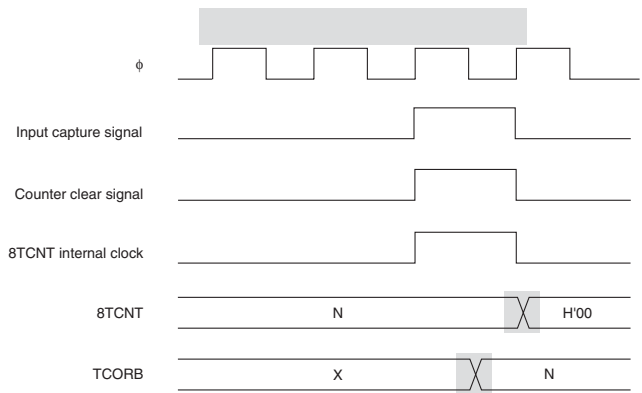 ϕ
Input capture signal
Counter clear signal
8TCNT internal clock
8TCNT N H'00
TCORB X N